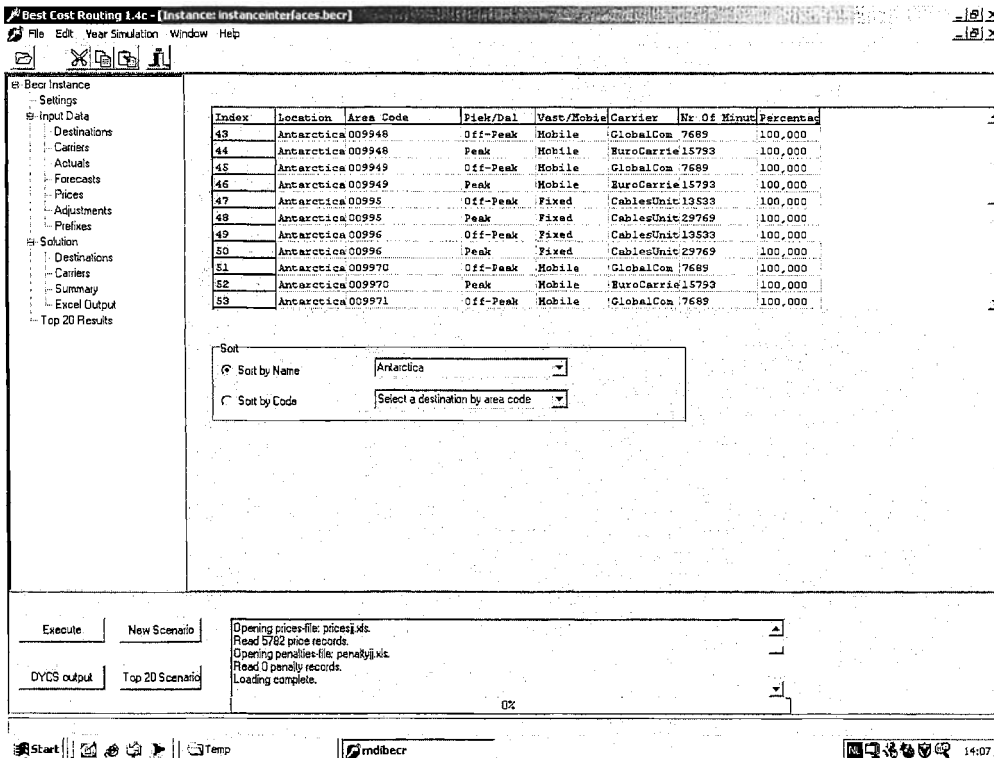 Best Cost Routing 1.4c - [Instance: instanceinterfaces.becr]
File Edit Year Simulation Window Help
Becr Instance
Settings
Input Data
Destinations
Carriers
Actuals
Forecasts
Prices
Adjustments
Prefixes
Solution
Destinations
Carriers
Summary
Excel Output
Top 20 Results
Index Location Area Code Piek/Dal Vast/Mobie Carrier Nr Of Minut Percentag
43 Antarctica 009948 Off-Peak Mobile GlobalCom 7689 100,000
44 Antarctica 009948 Peak Mobile EuroCarrie 15793 100,000
45 Antarctica 009949 Off-Peak Mobile GlobalCom 7689 100,000
46 Antarctica 009949 Peak Mobile EuroCarrie 15793 100,000
47 Antarctica 00995 Off-Peak Fixed CablesUnit 13533 100,000
48 Antarctica 00995 Peak Fixed CablesUnit 29769 100,000
49 Antarctica 00996 Off-Peak Fixed CablesUnit 13533 100,000
50 Antarctica 00996 Peak Fixed CablesUnit 29769 100,000
51 Antarctica 009970 Off-Peak Mobile GlobalCom 7689 100,000
52 Antarctica 009970 Peak Mobile EuroCarrie 15793 100,000
53 Antarctica 009971 Off-Peak Mobile GlobalCom 7689 100,000
Sort
Sort by Name Antarctica
Sort by Code Select a destination by area code
Execute New Scenario
DYCS output Top 20 Scenario
Opening prices-file: pricesjj.xls.
Read 5782 price records.
Opening penalties-file: penaltyjj.xls.
Read 0 penalty records.
Loading complete.
0%
Start Temp mdibecr NL 14:07